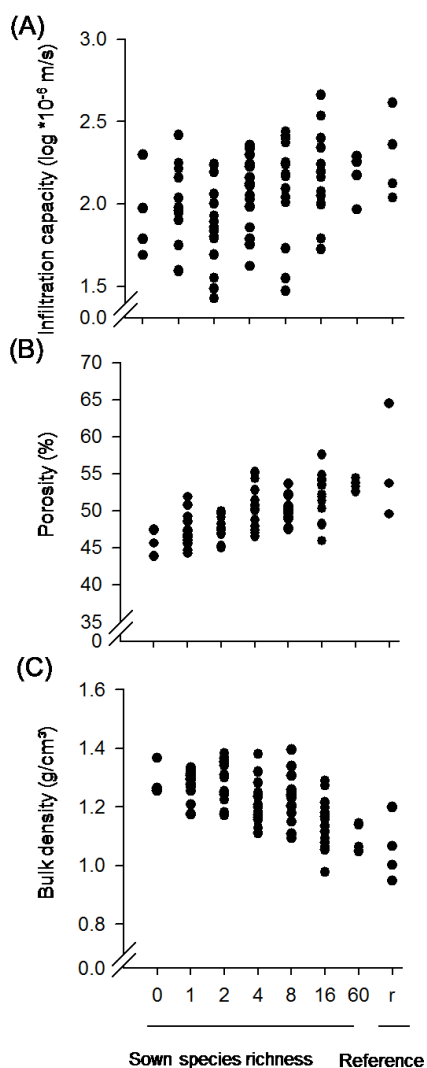 (A)
Infiltration capacity (log *10⁻⁶ m/s)
3.0
2.5
2.0
1.5
0.0
(B)
Porosity (%)
70
65
60
55
50
45
40
35
0
(C)
Bulk density (g/cm³)
1.6
1.4
1.2
1.0
0.8
0.0
0 1 2 4 8 16 60 r
Sown species richness Reference